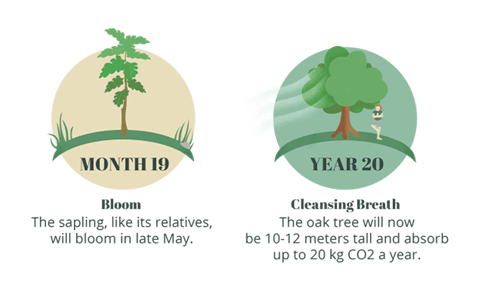 MONTH 19
Bloom
The sapling, like its relatives,
will bloom in late May.
YEAR 20
Cleansing Breath
The oak tree will now
be 10-12 meters tall and absorb
up to 20 kg CO2 a year.